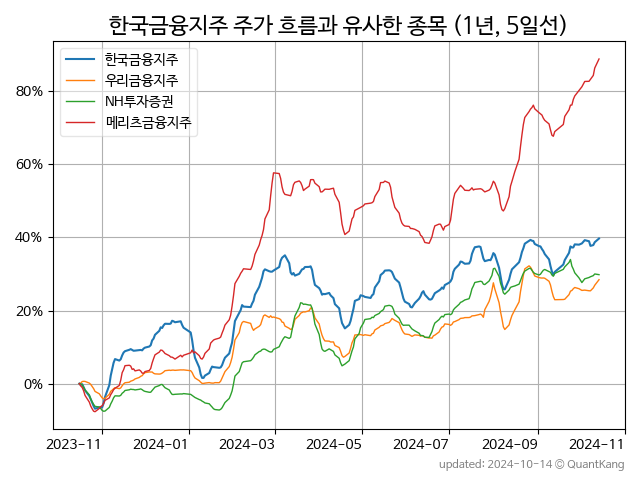 한국금융지주 주가 흐름과 유사한 종목 (1년, 5일선)
한국금융지주
우리금융지주
NH투자증권
메리츠금융지주
80%
60%
40%
20%
0%
2023-11 2024-01 2024-03 2024-05 2024-07 2024-09 2024-11
updated: 2024-10-14 © QuantKang